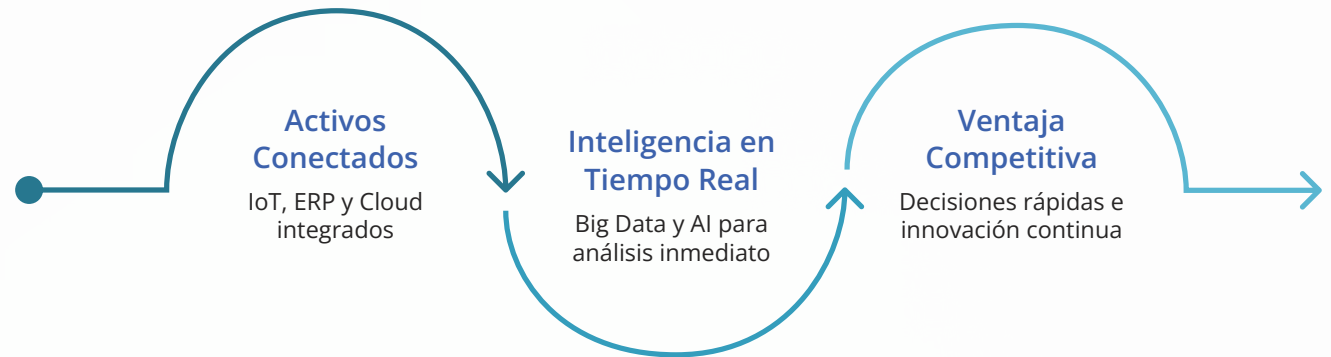 Activos
Conectados
IoT, ERP y Cloud
integrados
Inteligencia en
Tiempo Real
Big Data y AI para
análisis inmediato
Ventaja
Competitiva
Decisiones rápidas e
innovación continua